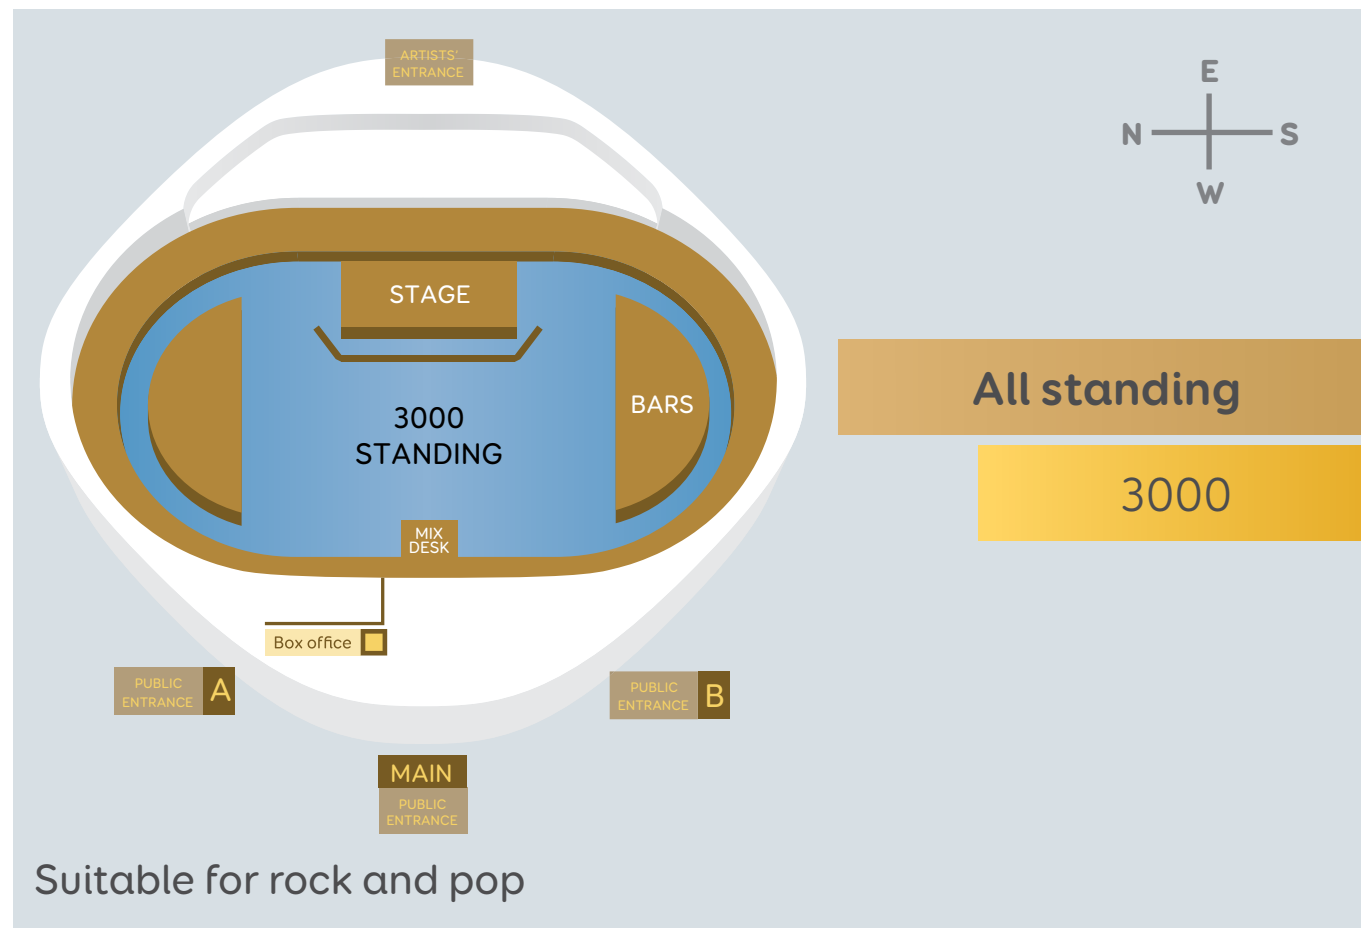 ARTISTS'
ENTRANCE
E
N
S
W
STAGE
BARS
3000
STANDING
MIX
DESK
All standing
3000
Box office
PUBLIC
ENTRANCE
A
PUBLIC
ENTRANCE
B
MAIN
PUBLIC
ENTRANCE
Suitable for rock and pop